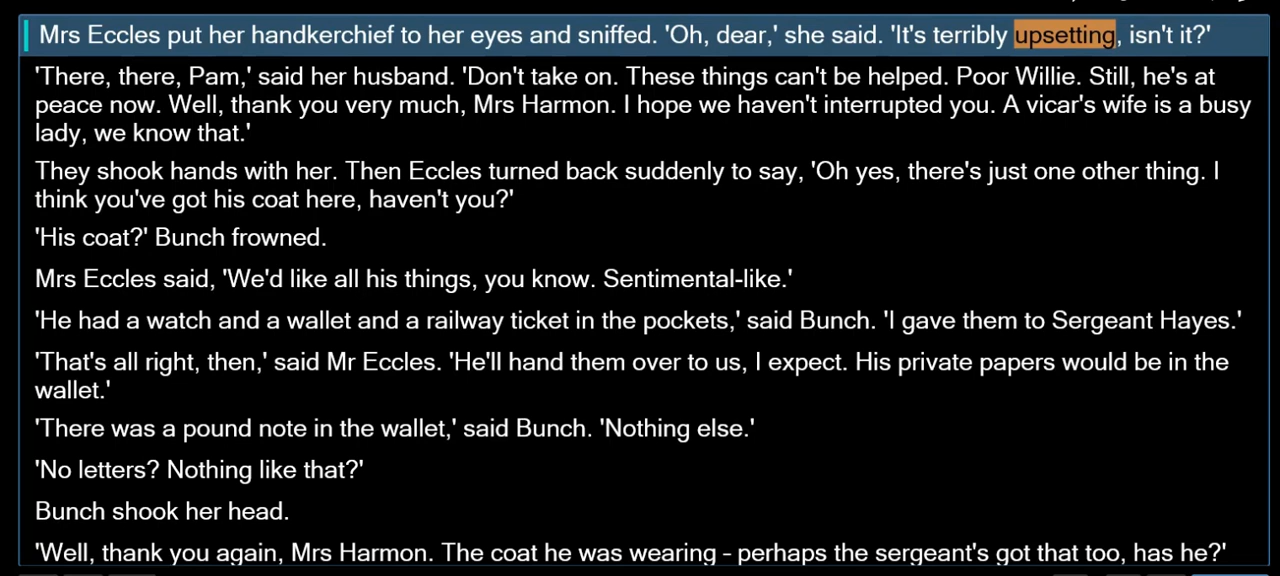 Mrs Eccles put her handkerchief to her eyes and sniffed. 'Oh, dear,' she said. 'It's terribly upsetting, isn't it?'
'There, there, Pam,' said her husband. 'Don't take on. These things can't be helped. Poor Willie. Still, he's at
peace now. Well, thank you very much, Mrs Harmon. I hope we haven't interrupted you. A vicar's wife is a busy
lady, we know that.'
They shook hands with her. Then Eccles turned back suddenly to say, 'Oh yes, there's just one other thing. I
think you've got his coat here, haven't you?'
'His coat?' Bunch frowned.
Mrs Eccles said, 'We'd like all his things, you know. Sentimental-like.'
'He had a watch and a wallet and a railway ticket in the pockets,' said Bunch. 'I gave them to Sergeant Hayes.'
'That's all right, then,' said Mr Eccles. 'He'll hand them over to us, I expect. His private papers would be in the
wallet.'
'There was a pound note in the wallet,' said Bunch. 'Nothing else.'
'No letters? Nothing like that?'
Bunch shook her head.
'Well, thank you again, Mrs Harmon. The coat he was wearing - perhaps the sergeant's got that too, has he?'